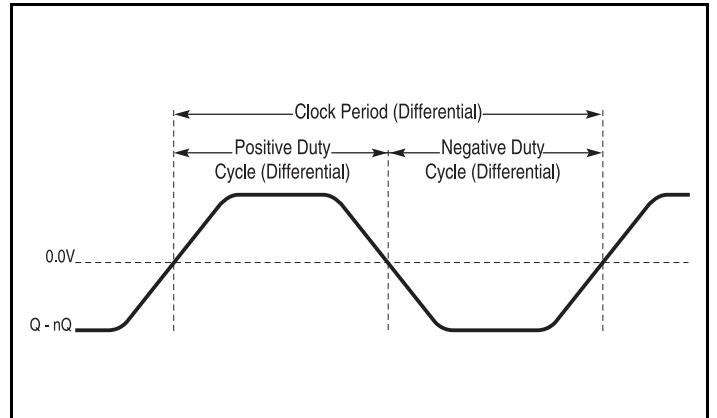 Clock Period (Differential)
Positive Duty
Cycle (Differential)
Negative Duty
Cycle (Differential)
0.0V
Q - nQ